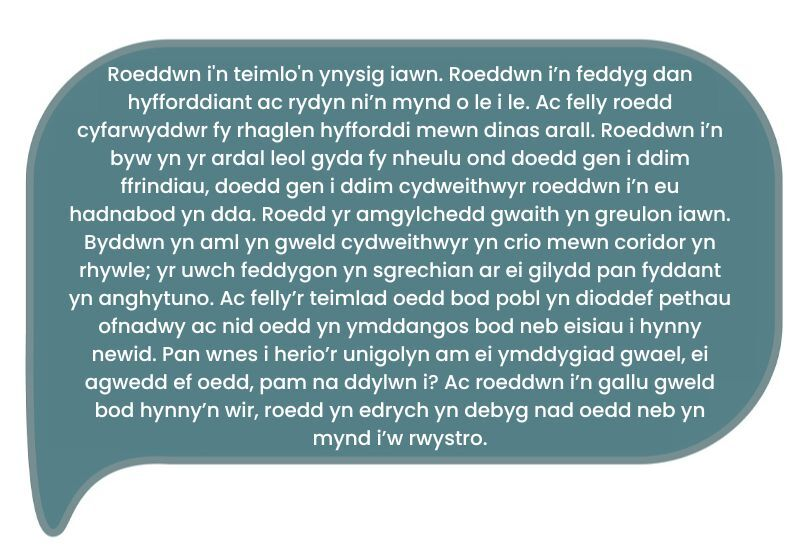 Roeddwn i'n teimlo'n ynysig iawn. Roeddwn i’n feddyg dan
hyfforddiant ac rydyn ni’n mynd o le i le. Ac felly roedd
cyfarwyddwr fy rhaglen hyfforddi mewn dinas arall. Roeddwn i’n
byw yn yr ardal leol gyda fy nheulu ond doedd gen i ddim
ffrindiau, doedd gen i ddim cydweithwyr roeddwn i’n eu
hadnabod yn dda. Roedd yr amgylchedd gwaith yn greulon iawn.
Byddwn yn aml yn gweld cydweithwyr yn crio mewn coridor yn
rhywle; yr uwch feddygon yn sgrechian ar ei gilydd pan fyddant
yn anghytuno. Ac felly’r teimlad oedd bod pobl yn dioddef pethau
ofnadwy ac nid oedd yn ymddangos bod neb eisiau i hynny
newid. Pan wnes i herio’r unigolyn am ei ymddygiad gwael, ei
agwedd ef oedd, pam na ddylwn i? Ac roeddwn i’n gallu gweld
bod hynny’n wir, roedd yn edrych yn debyg nad oedd neb yn
mynd i’w rwystro.